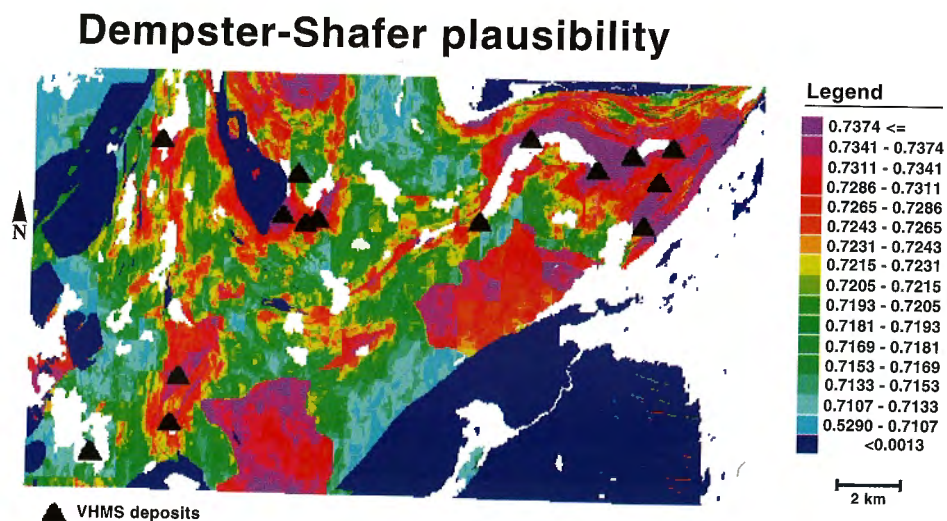 Dempster-Shafer plausibility
Legend
0.7374 <=
0.7341 - 0.7374
0.7311 - 0.7341
0.7286 - 0.7311
0.7265 - 0.7286
0.7243 - 0.7265
0.7231 - 0.7243
0.7215 - 0.7231
0.7205 - 0.7215
0.7193 - 0.7205
0.7181 - 0.7193
0.7169 - 0.7181
0.7153 - 0.7169
0.7133 - 0.7153
0.7107 - 0.7133
0.5290 - 0.7107
<0.0013
N
2 km
VHMS deposits